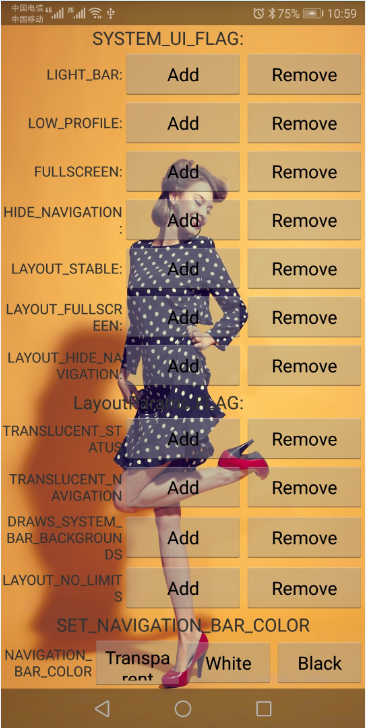 中国电信 4G 2G 75% 10:59
中国移动
SYSTEM_UI_FLAG:
LIGHT_BAR: Add Remove
LOW_PROFILE: Add Remove
FULLSCREEN: Add Remove
HIDE_NAVIGATION
: Add Remove
LAYOUT_STABLE: Add Remove
LAYOUT_FULLSCR
EEN: Add Remove
LAYOUT_HIDE_NA
VIGATION: Add Remove
LayoutParams_FLAG:
TRANSLUCENT_ST
ATUS Add Remove
TRANSLUCENT_N
AVIGATION Add Remove
DRAWS_SYSTEM_
BAR_BACKGROUN
DS Add Remove
LAYOUT_NO_LIMIT
S Add Remove
SET_NAVIGATION_BAR_COLOR
NAVIGATION_
BAR_COLOR Transpa
rent White Black